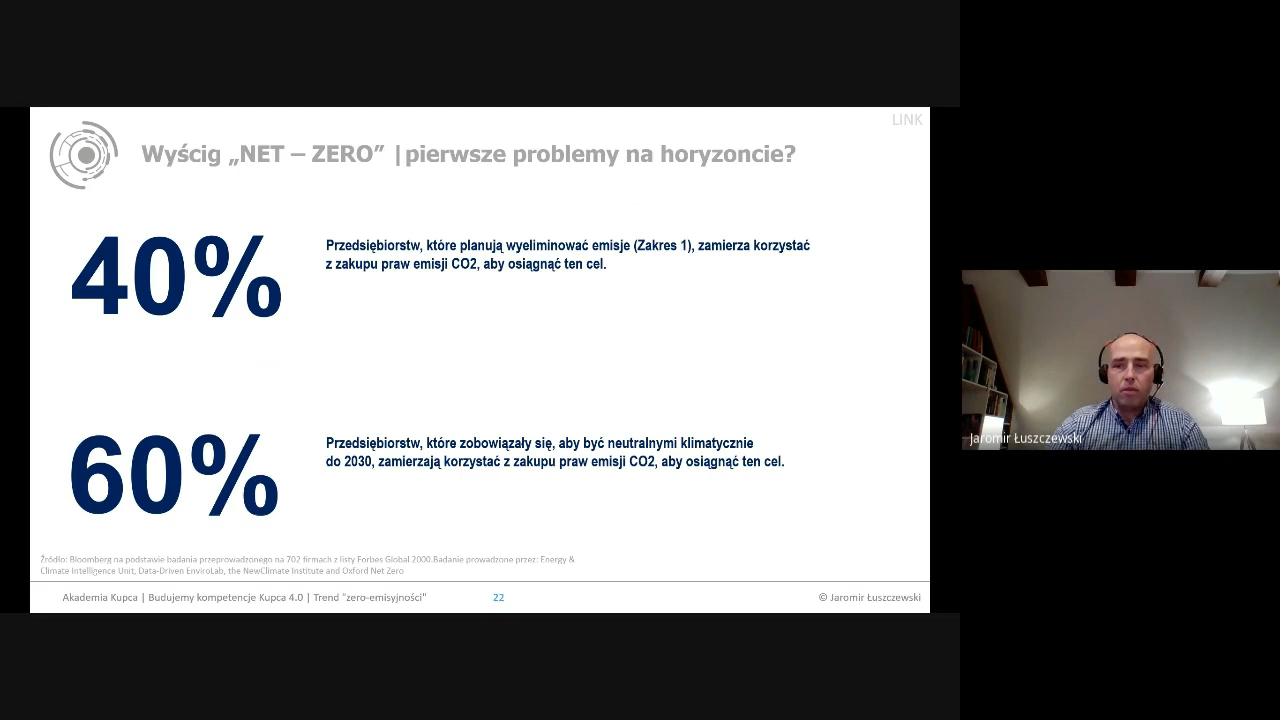 LINK
Wyścig „NET – ZERO” |pierwsze problemy na horyzoncie?
40%
Przedsiębiorstw, które planują wyeliminować emisje (Zakres 1), zamierza korzystać
z zakupu praw emisji CO2, aby osiągnąć ten cel.
60%
Przedsiębiorstw, które zobowiązały się, aby być neutralnymi klimatycznie
do 2030, zamierzają korzystać z zakupu praw emisji CO2, aby osiągnąć ten cel.
Źródło: Bloomberg na podstawie badania przeprowadzonego na 702 firmach z listy Forbes Global 2000.Badanie prowadzone przez: Energy &
Climate Intelligence Unit, Data-Driven EnviroLab, the NewClimate Institute and Oxford Net Zero
Akademia Kupca | Budujemy kompetencje Kupca 4.0 | Trend "zero-emisyjności"
22
© Jaromir Łuszczewski
Jaromir Łuszczewski